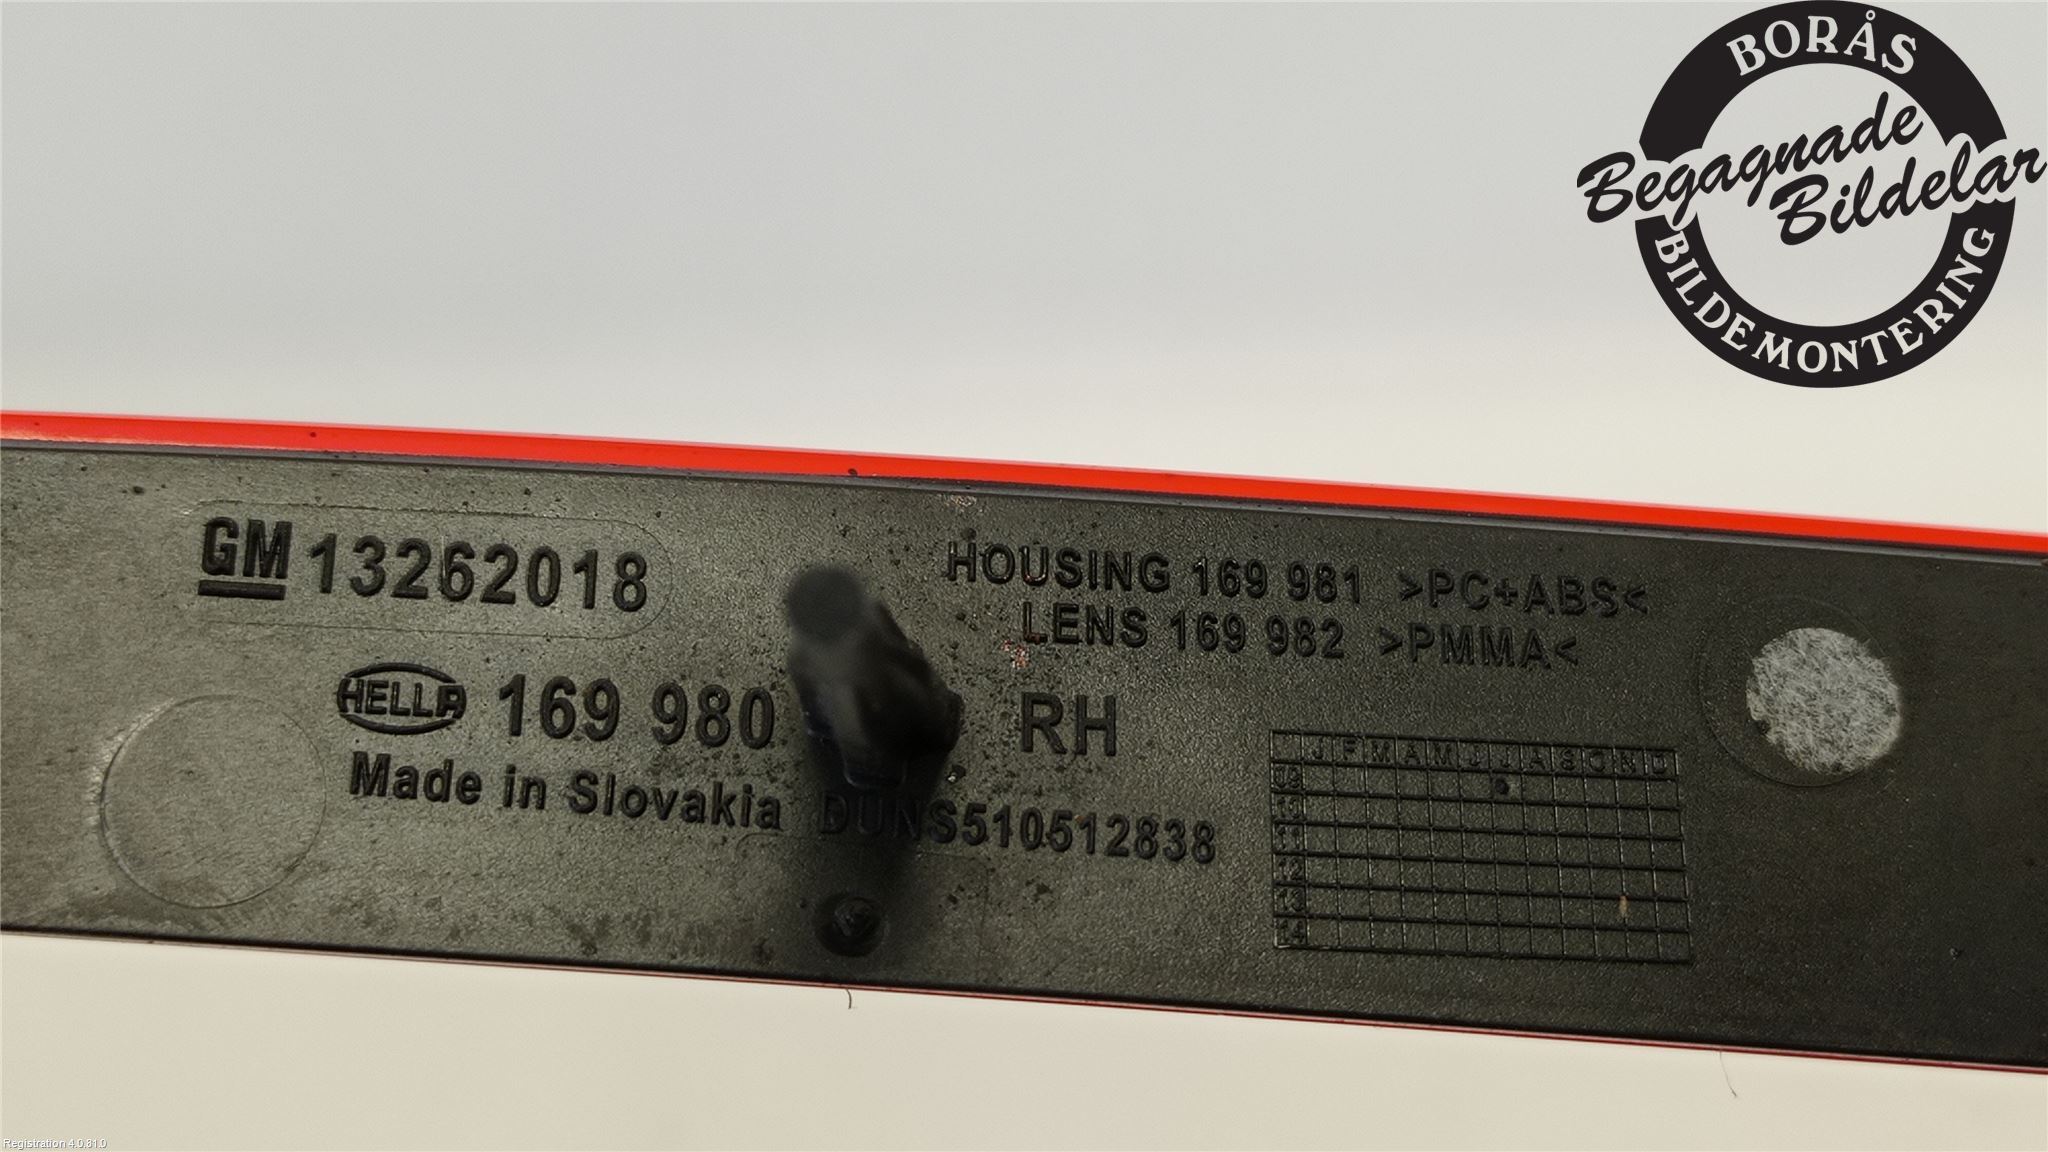 BORÅS
Begagnade
Bildelar
BILDEMONTERING
GM 13262018
HOUSING 169 981 >PC+ABS<
LENS 169 982 >PMMA<
HELLA 169 980 RH
Made in Slovakia DUNS510512838
J F M A M J J A S O N D
09
10
11
12
13
14
Registration 4.0.81.0